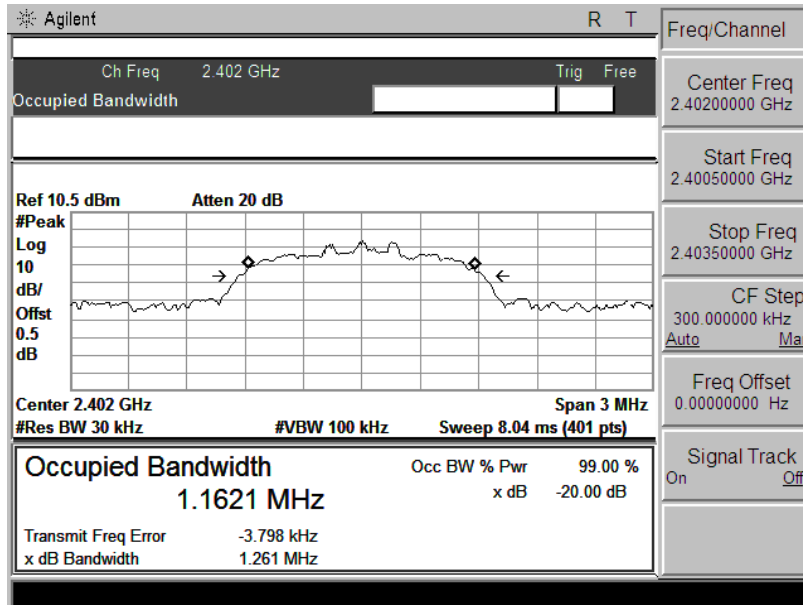 Agilent R T
Freq/Channel
Ch Freq 2.402 GHz Trig Free
Occupied Bandwidth
Center Freq
2.40200000 GHz
Start Freq
2.40050000 GHz
Stop Freq
2.40350000 GHz
CF Step
300.000000 kHz
Auto Ma
Freq Offset
0.00000000 Hz
Signal Track
On Off
Ref 10.5 dBm Atten 20 dB
#Peak
Log
10
dB/
Offst
0.5
dB
Center 2.402 GHz Span 3 MHz
#Res BW 30 kHz #VBW 100 kHz Sweep 8.04 ms (401 pts)
Occupied Bandwidth Occ BW % Pwr 99.00 %
1.1621 MHz x dB -20.00 dB
Transmit Freq Error -3.798 kHz
x dB Bandwidth 1.261 MHz